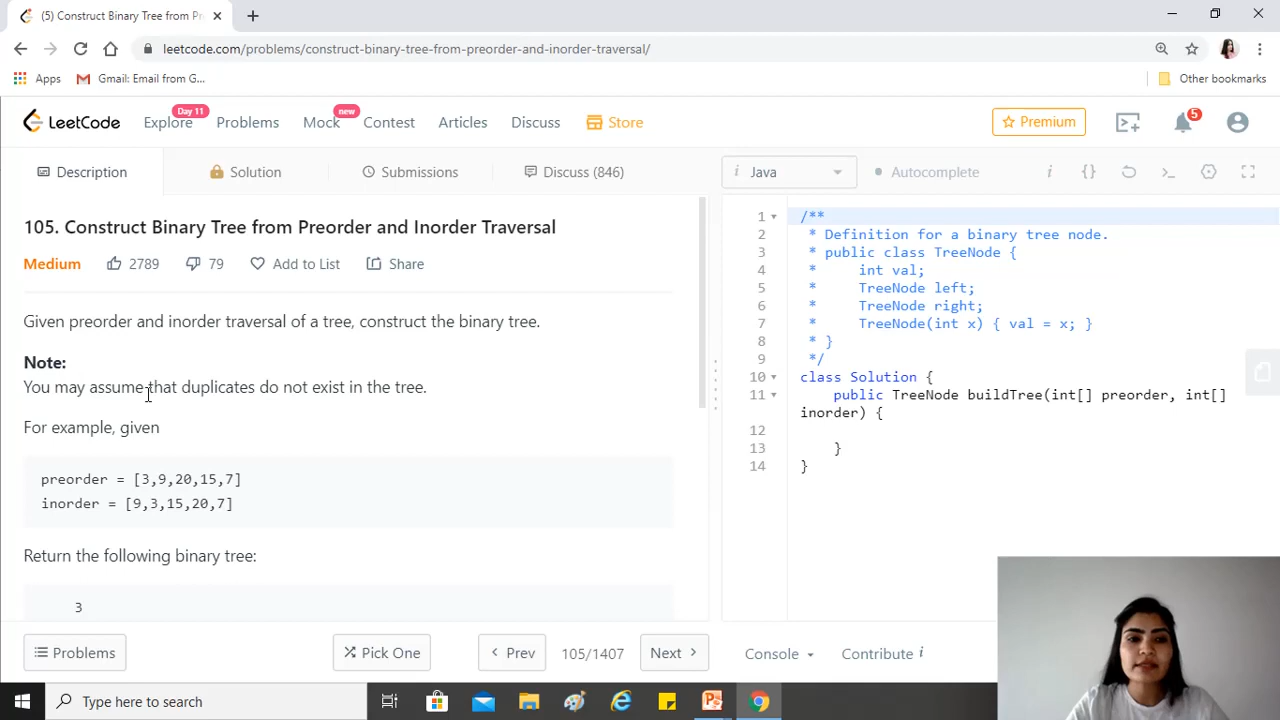 (5) Construct Binary Tree from Pr
leetcode.com/problems/construct-binary-tree-from-preorder-and-inorder-traversal/
Apps
Gmail: Email from G...
Other bookmarks
LeetCode
Explore
Day 11
Problems
Mock
new
Contest
Articles
Discuss
Store
Premium
5
Description
Solution
Submissions
Discuss (846)
i Java
Autocomplete
i
{}
105. Construct Binary Tree from Preorder and Inorder Traversal
Medium
2789
79
Add to List
Share
Given preorder and inorder traversal of a tree, construct the binary tree.
Note:
You may assume that duplicates do not exist in the tree.
For example, given
preorder = [3,9,20,15,7]
inorder = [9,3,15,20,7]
Return the following binary tree:
3
1 /**
2 * Definition for a binary tree node.
3 * public class TreeNode {
4 * int val;
5 * TreeNode left;
6 * TreeNode right;
7 * TreeNode(int x) { val = x; }
8 * }
9 */
10 class Solution {
11 public TreeNode buildTree(int[] preorder, int[]
inorder) {
12
13 }
14 }
Problems
Pick One
Prev
105/1407
Next
Console
Contribute i
Type here to search